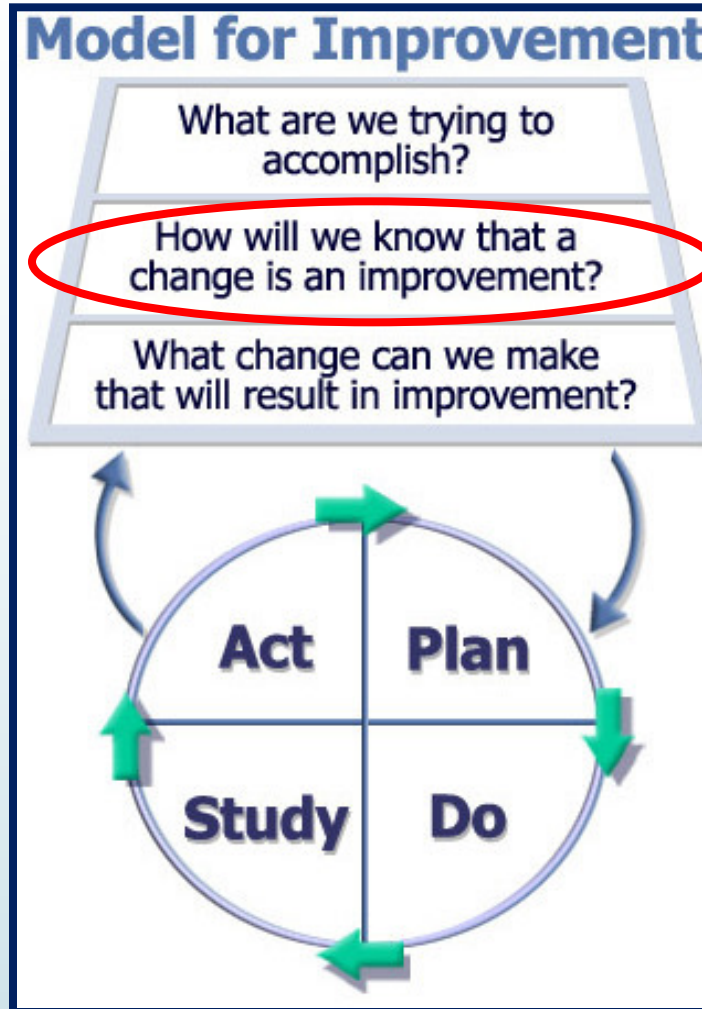 Model for Improvement
What are we trying to
accomplish?
How will we know that a
change is an improvement?
What change can we make
that will result in improvement?
Act
Plan
Study
Do